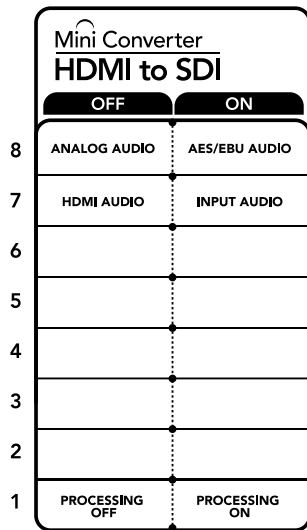 Mini Converter
HDMI to SDI
OFF ON
8 ANALOG AUDIO AES/EBU AUDIO
7 HDMI AUDIO INPUT AUDIO
6
5
4
3
2
1 PROCESSING OFF PROCESSING ON